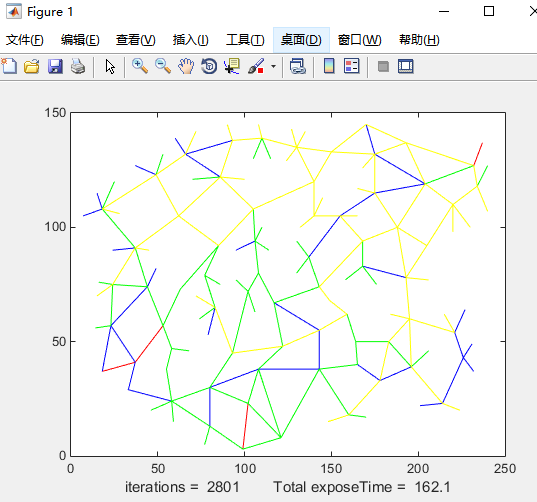 Figure 1
文件(F) 编辑(E) 查看(V) 插入(I) 工具(T) 桌面(D) 窗口(W) 帮助(H)
150
100
50
0
0 50 100 150 200 250
iterations = 2801 Total exposeTime = 162.1